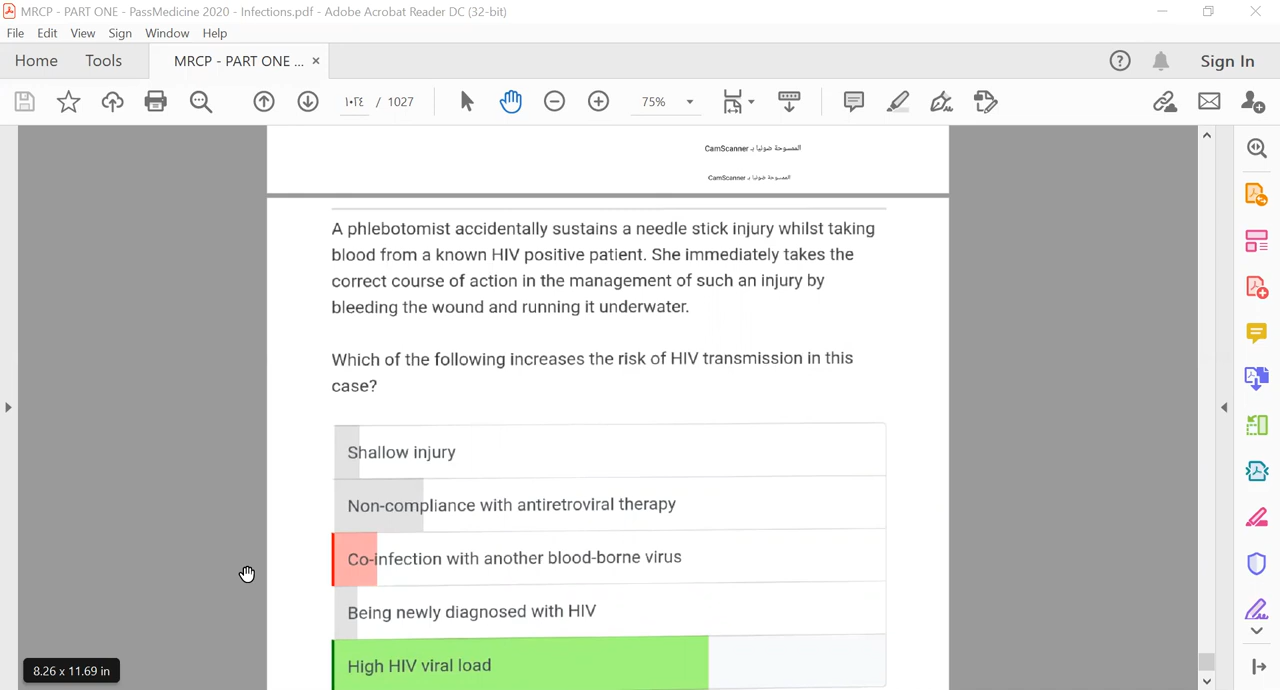 MRCP - PART ONE - PassMedicine 2020 - Infections.pdf - Adobe Acrobat Reader DC (32-bit)
File Edit View Sign Window Help
Home Tools MRCP - PART ONE ... × Sign In
١٠٢٤ / 1027 75%
الممسوحة ضوئيا بـ CamScanner
الممسوحة ضوئيا بـ CamScanner
A phlebotomist accidentally sustains a needle stick injury whilst taking
blood from a known HIV positive patient. She immediately takes the
correct course of action in the management of such an injury by
bleeding the wound and running it underwater.
Which of the following increases the risk of HIV transmission in this
case?
Shallow injury
Non-compliance with antiretroviral therapy
Co-infection with another blood-borne virus
Being newly diagnosed with HIV
High HIV viral load
8.26 x 11.69 in